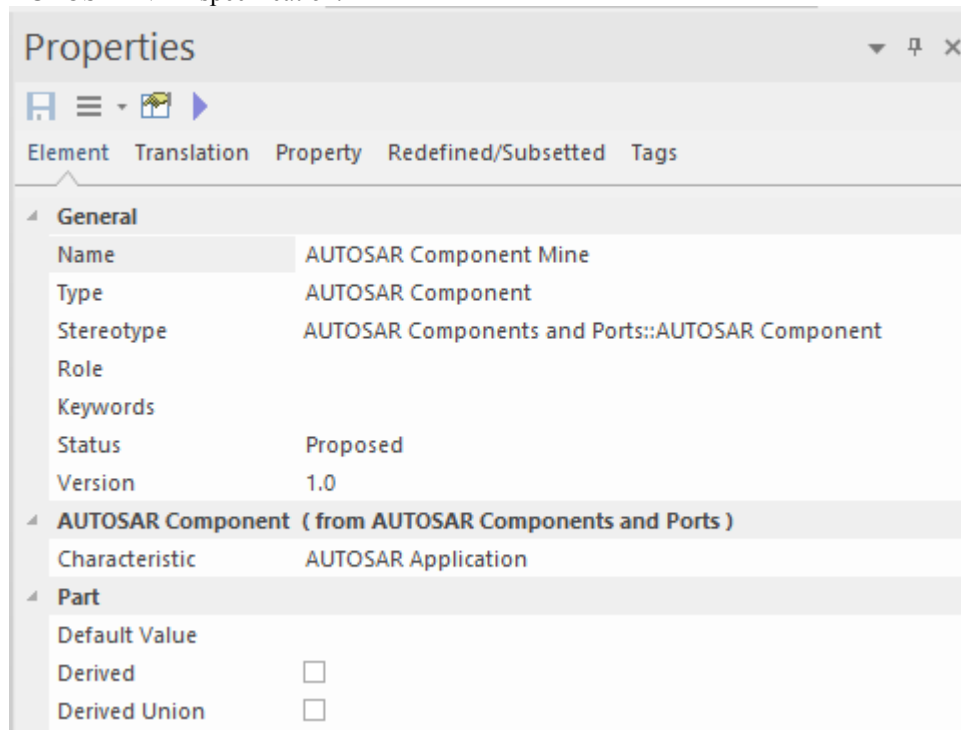 Properties
Element Translation Property Redefined/Subsetted Tags
General
Name AUTOSAR Component Mine
Type AUTOSAR Component
Stereotype AUTOSAR Components and Ports::AUTOSAR Component
Role
Keywords
Status Proposed
Version 1.0
AUTOSAR Component ( from AUTOSAR Components and Ports )
Characteristic AUTOSAR Application
Part
Default Value
Derived
Derived Union